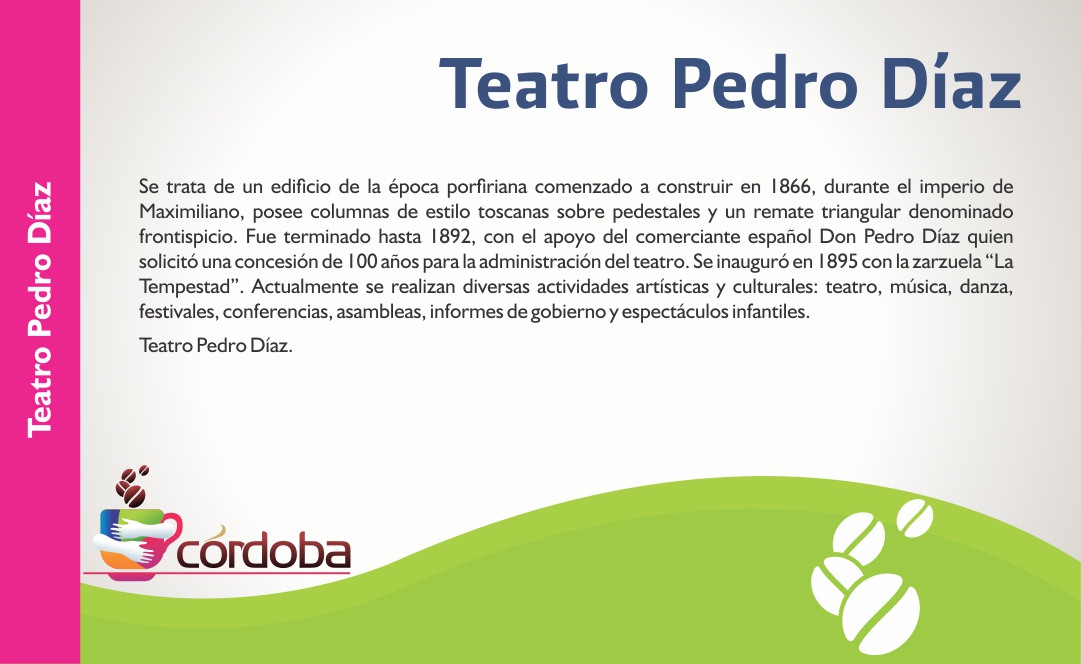 Teatro Pedro Díaz
Teatro Pedro Díaz
Se trata de un edificio de la época porfiriana comenzado a construir en 1866, durante el imperio de
Maximiliano, posee columnas de estilo toscanas sobre pedestales y un remate triangular denominado
frontispicio. Fue terminado hasta 1892, con el apoyo del comerciante español Don Pedro Díaz quien
solicitó una concesión de 100 años para la administración del teatro. Se inauguró en 1895 con la zarzuela “La
Tempestad”. Actualmente se realizan diversas actividades artísticas y culturales: teatro, música, danza,
festivales, conferencias, asambleas, informes de gobierno y espectáculos infantiles.
Teatro Pedro Díaz.
córdoba